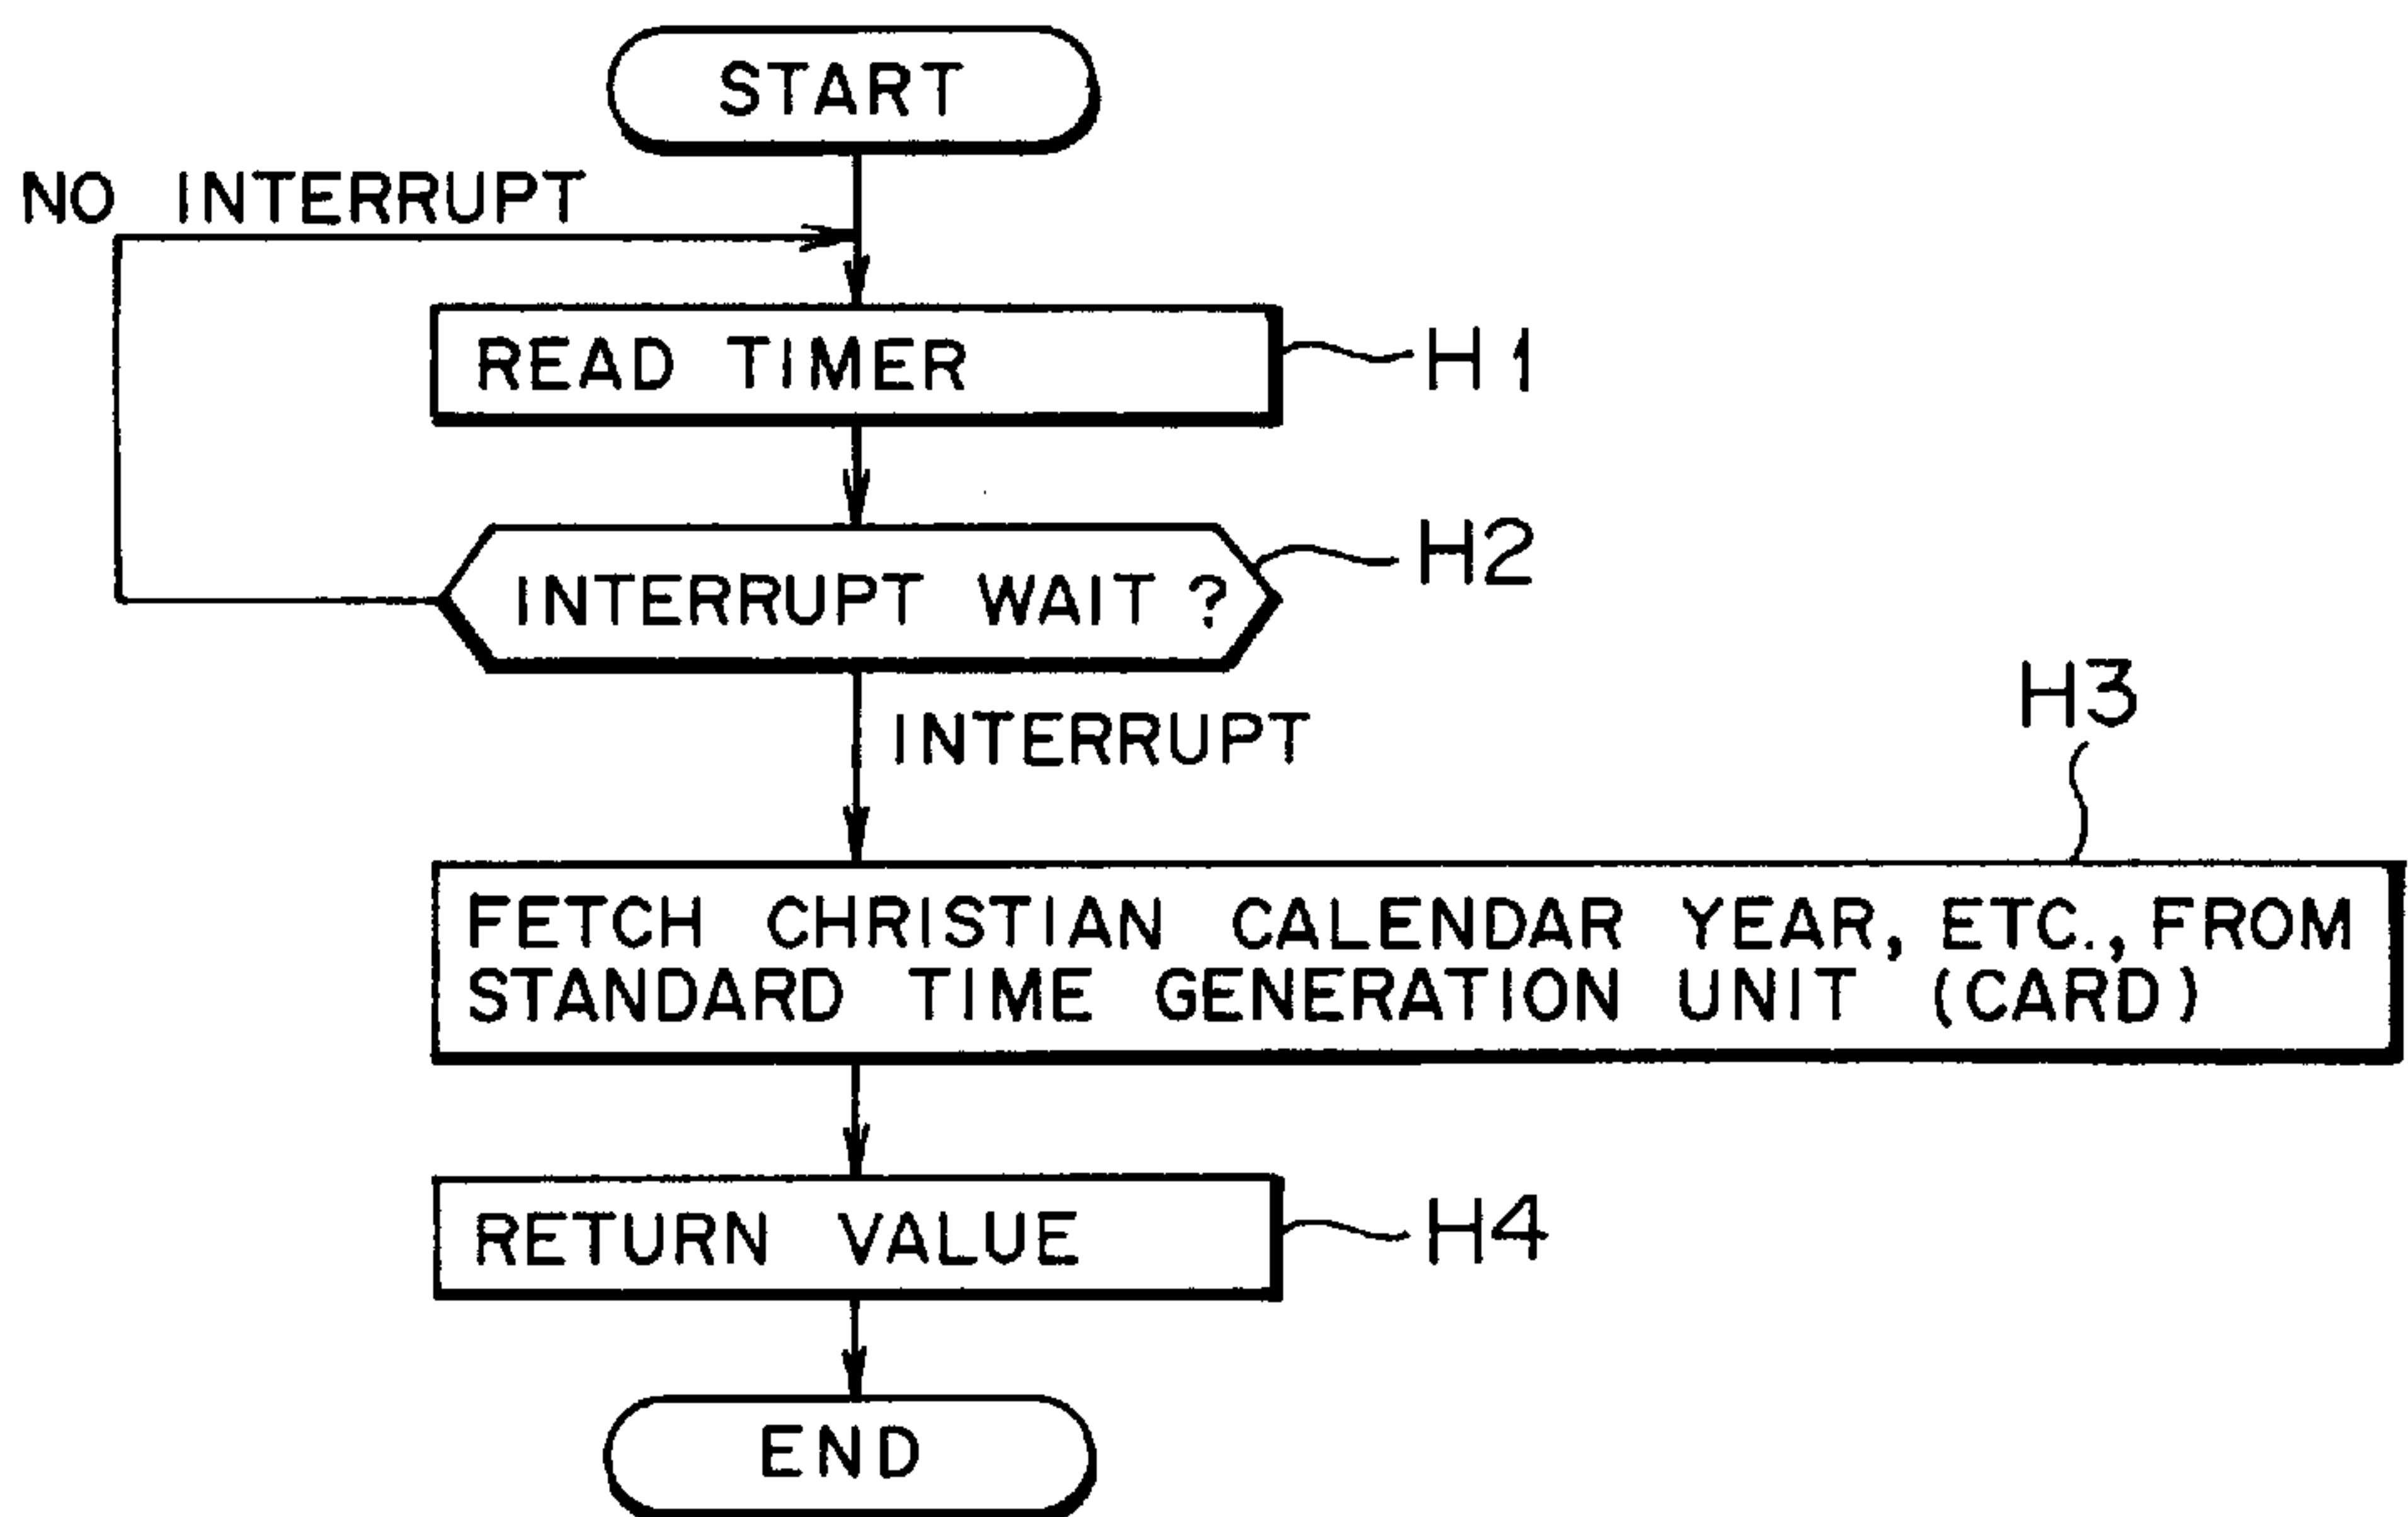 START
NO INTERRUPT
READ TIMER
H1
INTERRUPT WAIT ?
H2
INTERRUPT
H3
FETCH CHRISTIAN CALENDAR YEAR, ETC., FROM
STANDARD TIME GENERATION UNIT (CARD)
RETURN VALUE
H4
END